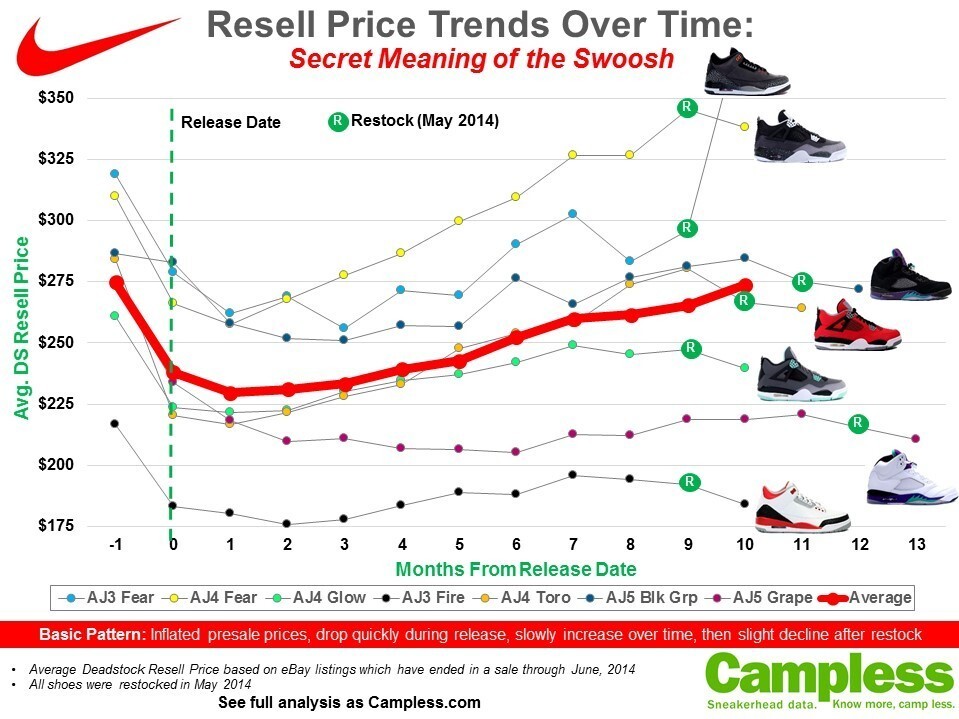 Resell Price Trends Over Time:
Secret Meaning of the Swoosh
$350
$325
$300
$275
$250
$225
$200
$175
Avg. DS Resell Price
Release Date
R Restock (May 2014)
R
R
R
R
R
R
R
-1 0 1 2 3 4 5 6 7 8 9 10 11 12 13
Months From Release Date
AJ3 Fear AJ4 Fear AJ4 Glow AJ3 Fire AJ4 Toro AJ5 Blk Grp AJ5 Grape Average
Basic Pattern: Inflated presale prices, drop quickly during release, slowly increase over time, then slight decline after restock
• Average Deadstock Resell Price based on eBay listings which have ended in a sale through June, 2014
• All shoes were restocked in May 2014
See full analysis as Campless.com
Campless
Sneakerhead data. Know more, camp less.